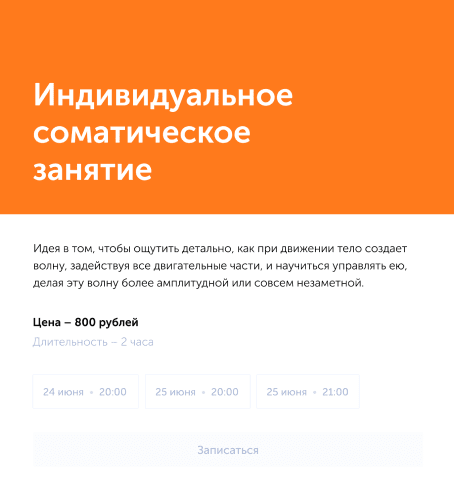 Индивидуальное
соматическое
занятие
Идея в том, чтобы ощутить детально, как при движении тело создает
волну, задействуя все двигательные части, и научиться управлять ею,
делая эту волну более амплитудной или совсем незаметной.
Цена – 800 рублей
Длительность – 2 часа
24 июня • 20:00 25 июня • 20:00 25 июня • 21:00
Записаться